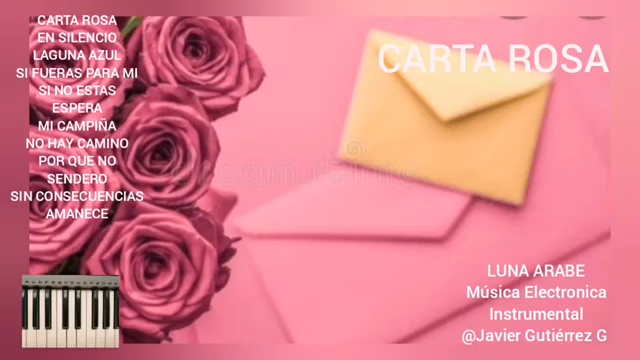 CARTA ROSA
EN SILENCIO
LAGUNA AZUL
SI FUERAS PARA MI
SI NO ESTAS
ESPERA
MI CAMPIÑA
NO HAY CAMINO
POR QUE NO
SENDERO
SIN CONSECUENCIAS
AMANECE
CARTA ROSA
LUNA ARABE
Música Electronica
Instrumental
@Javier Gutiérrez G